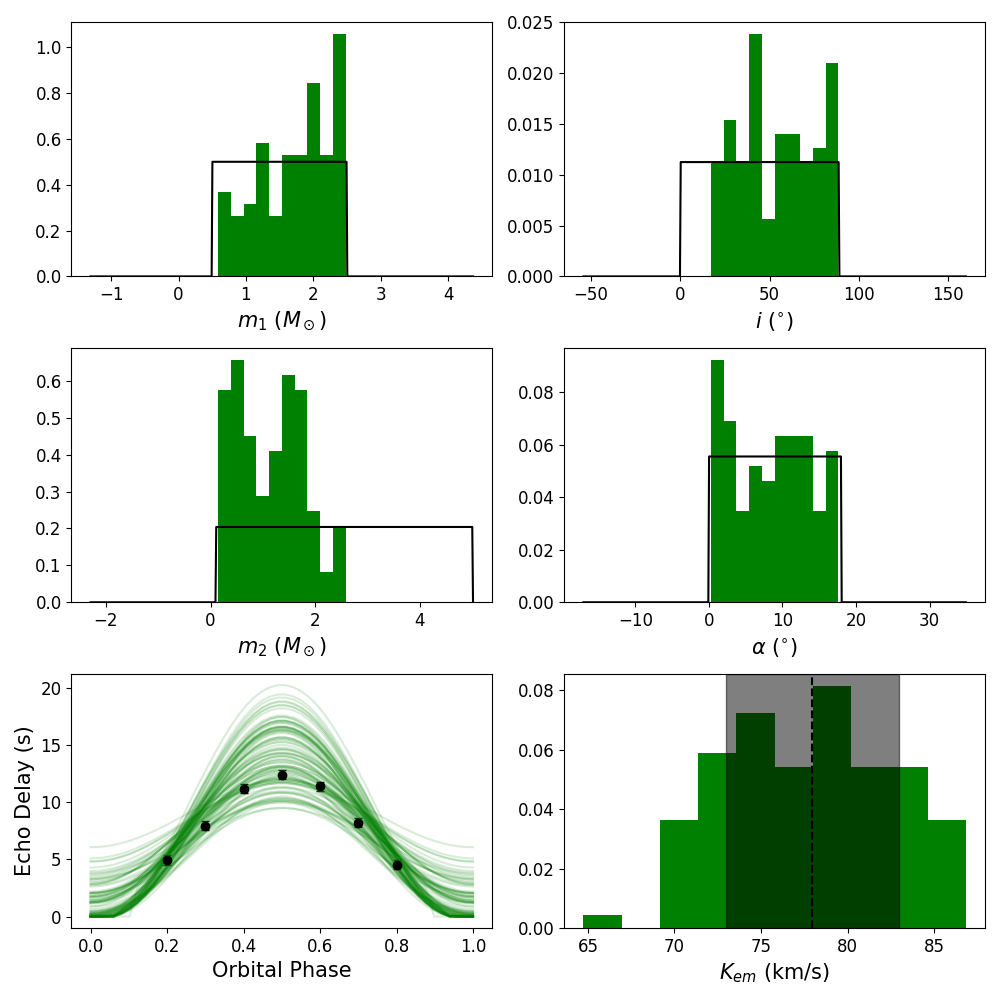 1.0
0.8
0.6
0.4
0.2
0.0
−1 0 1 2 3 4
m₁ (M⊙)
0.025
0.020
0.015
0.010
0.005
0.000
−50 0 50 100 150
i (°)
0.6
0.5
0.4
0.3
0.2
0.1
0.0
−2 0 2 4
m₂ (M⊙)
0.08
0.06
0.04
0.02
0.00
−10 0 10 20 30
α (°)
Echo Delay (s)
20
15
10
5
0
0.0 0.2 0.4 0.6 0.8 1.0
Orbital Phase
0.08
0.06
0.04
0.02
0.00
65 70 75 80 85
Kem (km/s)